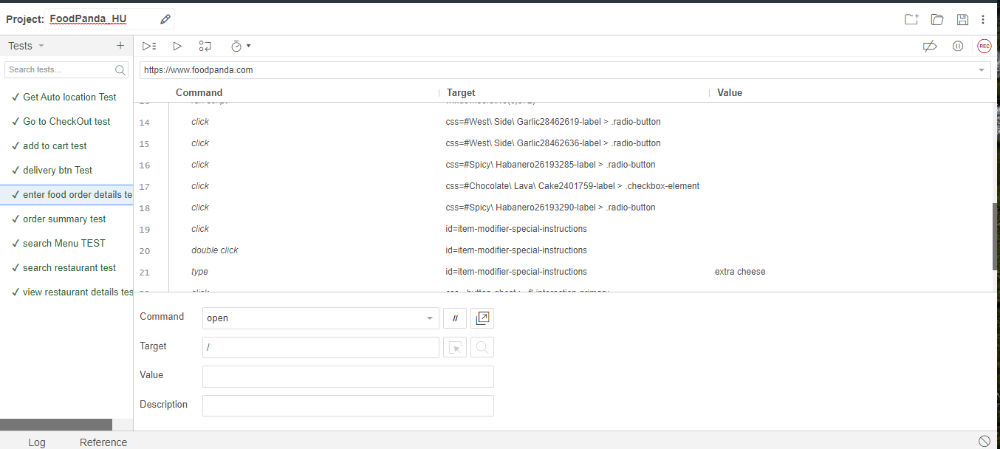 Project: FoodPanda_HU
Tests
Search tests...
✓ Get Auto location Test
✓ Go to CheckOut test
✓ add to cart test
✓ delivery btn Test
✓ enter food order details te
✓ order summary test
✓ search Menu TEST
✓ search restaurant test
✓ view restaurant details tes
REC
https://www.foodpanda.com
Command Target Value
14 click css=#West\ Side\ Garlic28462619-label > .radio-button
15 click css=#West\ Side\ Garlic28462636-label > .radio-button
16 click css=#Spicy\ Habanero26193285-label > .radio-button
17 click css=#Chocolate\ Lava\ Cake2401759-label > .checkbox-element
18 click css=#Spicy\ Habanero26193290-label > .radio-button
19 click id=item-modifier-special-instructions
20 double click id=item-modifier-special-instructions
21 type id=item-modifier-special-instructions extra cheese
Command open //
Target /
Value
Description
Log Reference